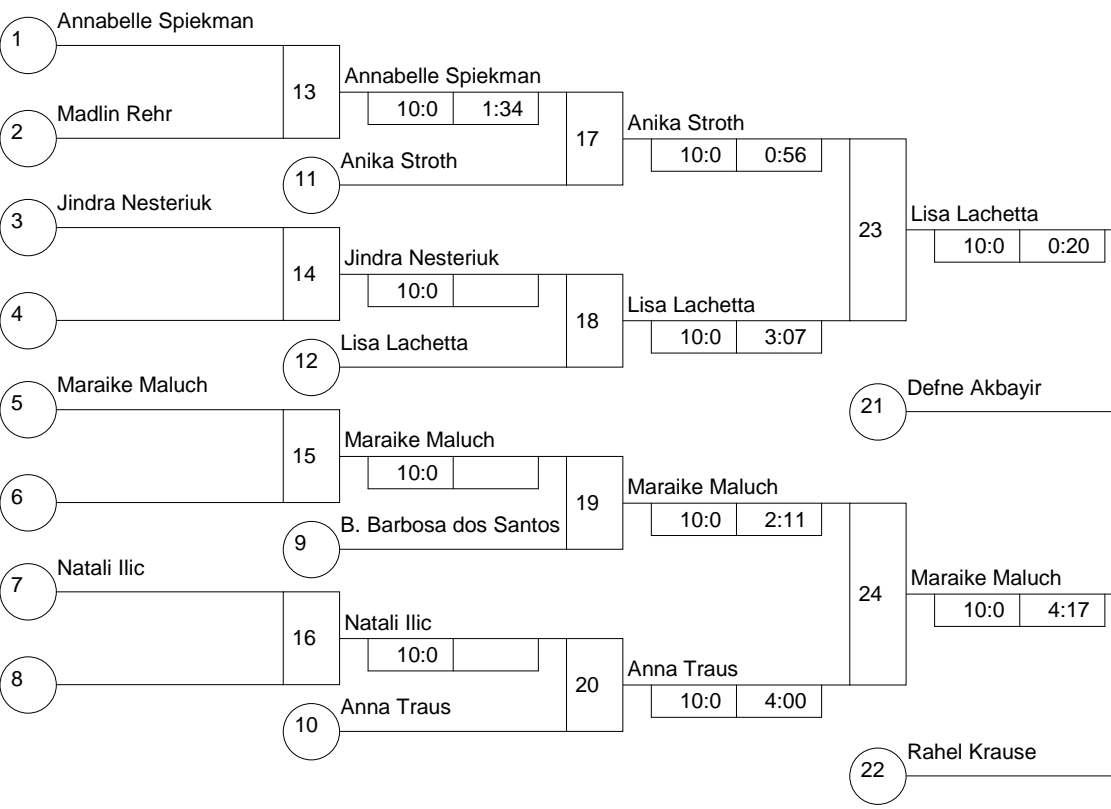 Annabelle Spiekman
1
13
Annabelle Spiekman
10:0 1:34
Madlin Rehr
2
17
Anika Stroth
10:0 0:56
Anika Stroth
11
Jindra Nesteriuk
3
23
Lisa Lachetta
10:0 0:20
14
Jindra Nesteriuk
10:0
4
18
Lisa Lachetta
10:0 3:07
Lisa Lachetta
12
Maraike Maluch
5
Defne Akbayir
21
15
Maraike Maluch
10:0
6
19
Maraike Maluch
10:0 2:11
B. Barbosa dos Santos
9
Natali Ilic
7
24
Maraike Maluch
10:0 4:17
16
Natali Ilic
10:0
8
20
Anna Traus
10:0 4:00
Anna Traus
10
Rahel Krause
22